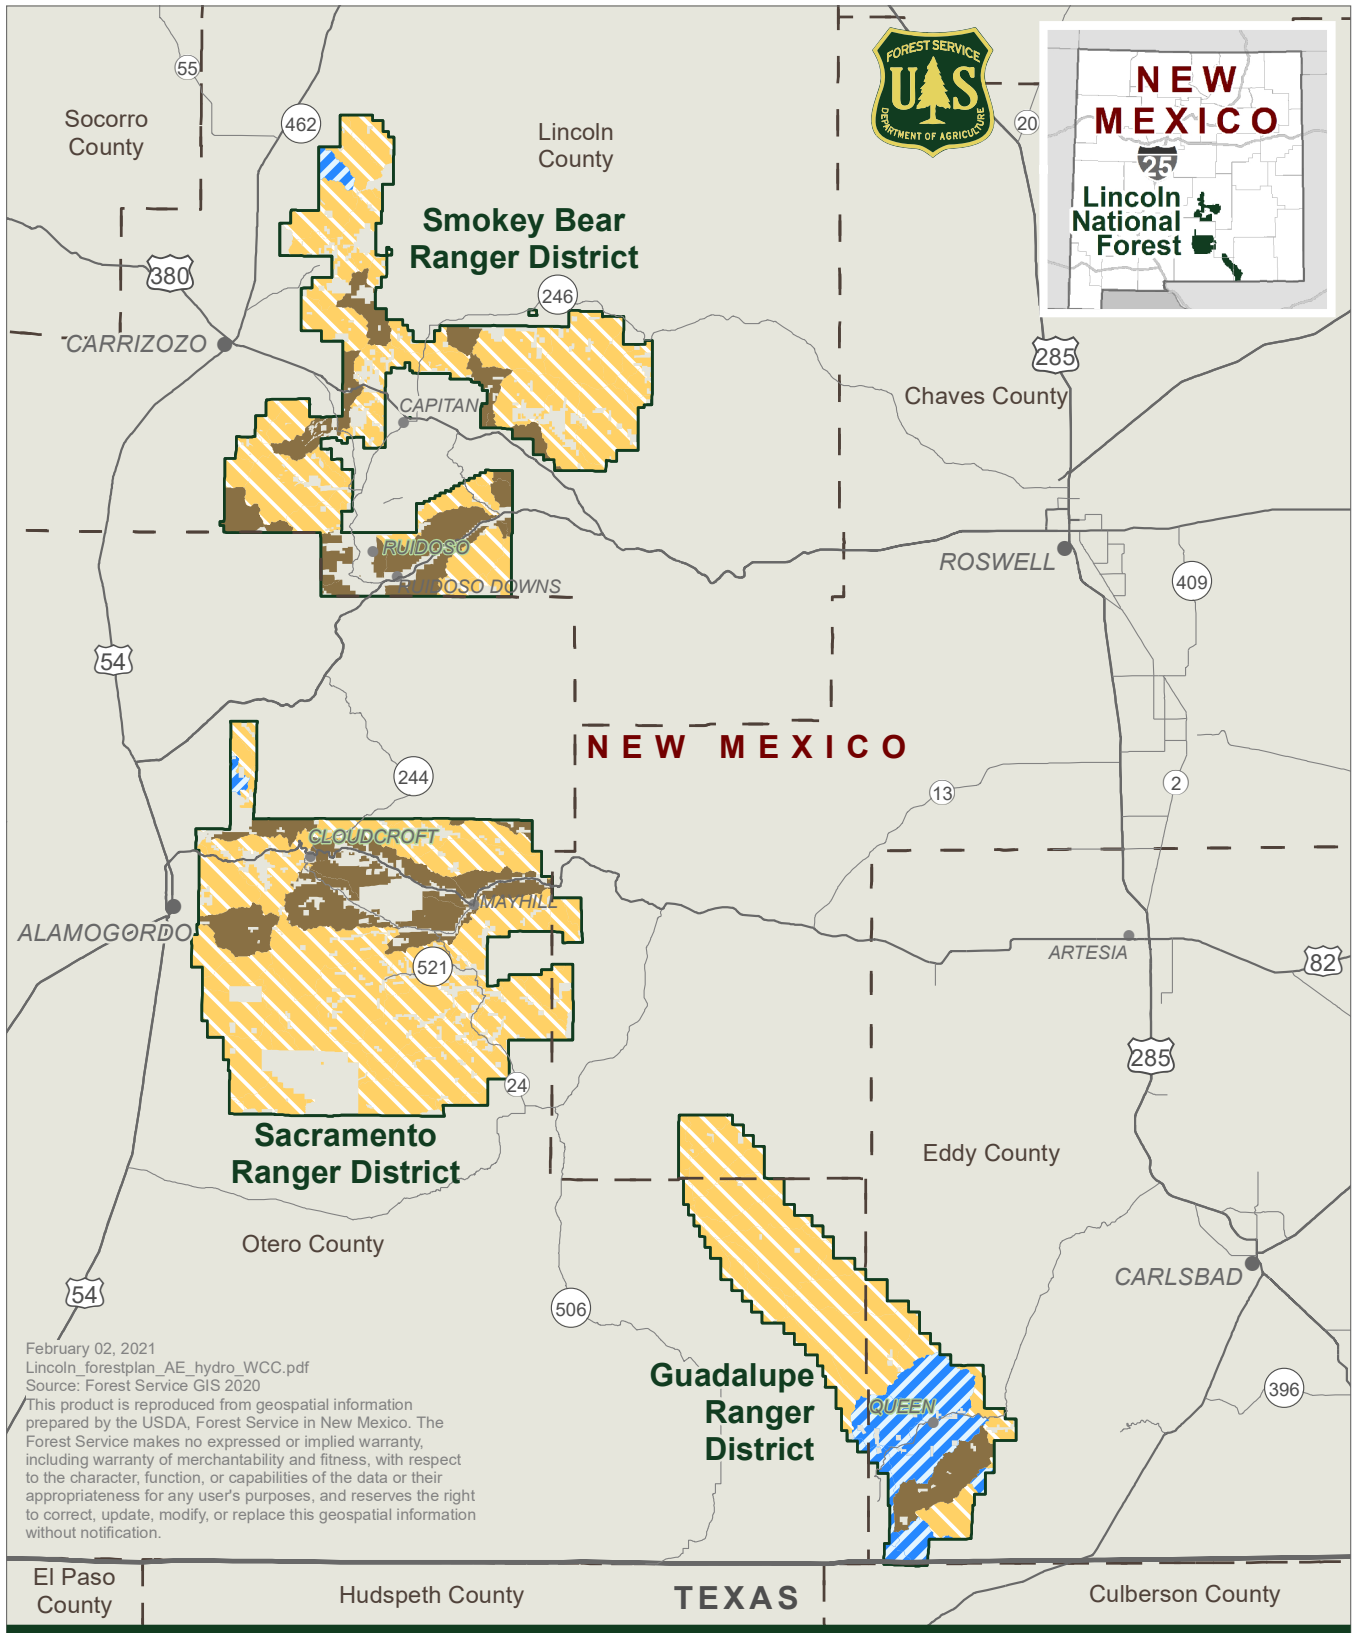 55
Socorro
County
462
Lincoln
County
FOREST SERVICE
U S
DEPARTMENT OF AGRICULTURE
20
NEW
MEXICO
25
Lincoln
National
Forest
Smokey Bear
Ranger District
380
246
CARRIZOZO
285
CAPITAN
Chaves County
RUIDOSO
RUIDOSO DOWNS
ROSWELL
409
54
NEW MEXICO
244
13
2
CLOUDCROFT
MAYHILL
ALAMOGORDO
521
ARTESIA
82
285
24
Sacramento
Ranger District
Eddy County
Otero County
CARLSBAD
54
506
Guadalupe
Ranger
District
QUEEN
396
February 02, 2021
Lincoln_forestplan_AE_hydro_WCC.pdf
Source: Forest Service GIS 2020
This product is reproduced from geospatial information
prepared by the USDA, Forest Service in New Mexico. The
Forest Service makes no expressed or implied warranty,
including warranty of merchantability and fitness, with respect
to the character, function, or capabilities of the data or their
appropriateness for any user's purposes, and reserves the right
to correct, update, modify, or replace this geospatial information
without notification.
El Paso
County
Hudspeth County
TEXAS
Culberson County